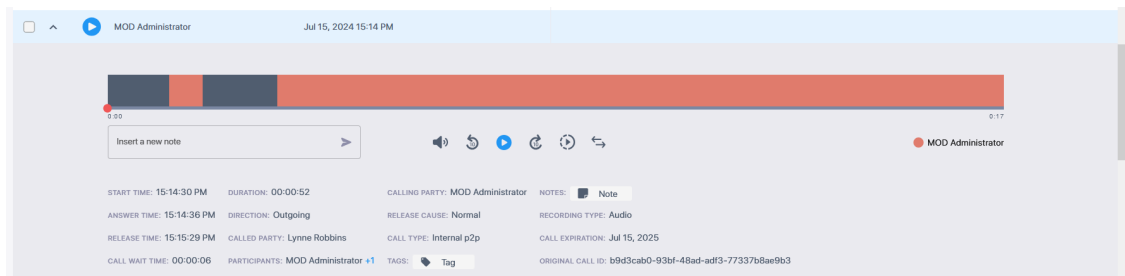 MOD Administrator Jul 15, 2024 15:14 PM
0:00 0:17
Insert a new note 10 10 MOD Administrator
START TIME: 15:14:30 PM DURATION: 00:00:52 CALLING PARTY: MOD Administrator NOTES: Note
ANSWER TIME: 15:14:36 PM DIRECTION: Outgoing RELEASE CAUSE: Normal RECORDING TYPE: Audio
RELEASE TIME: 15:15:29 PM CALLED PARTY: Lynne Robbins CALL TYPE: Internal p2p CALL EXPIRATION: Jul 15, 2025
CALL WAIT TIME: 00:00:06 PARTICIPANTS: MOD Administrator +1 TAGS: Tag ORIGINAL CALL ID: b9d3cab0-93bf-48ad-adf3-77337b8ae9b3